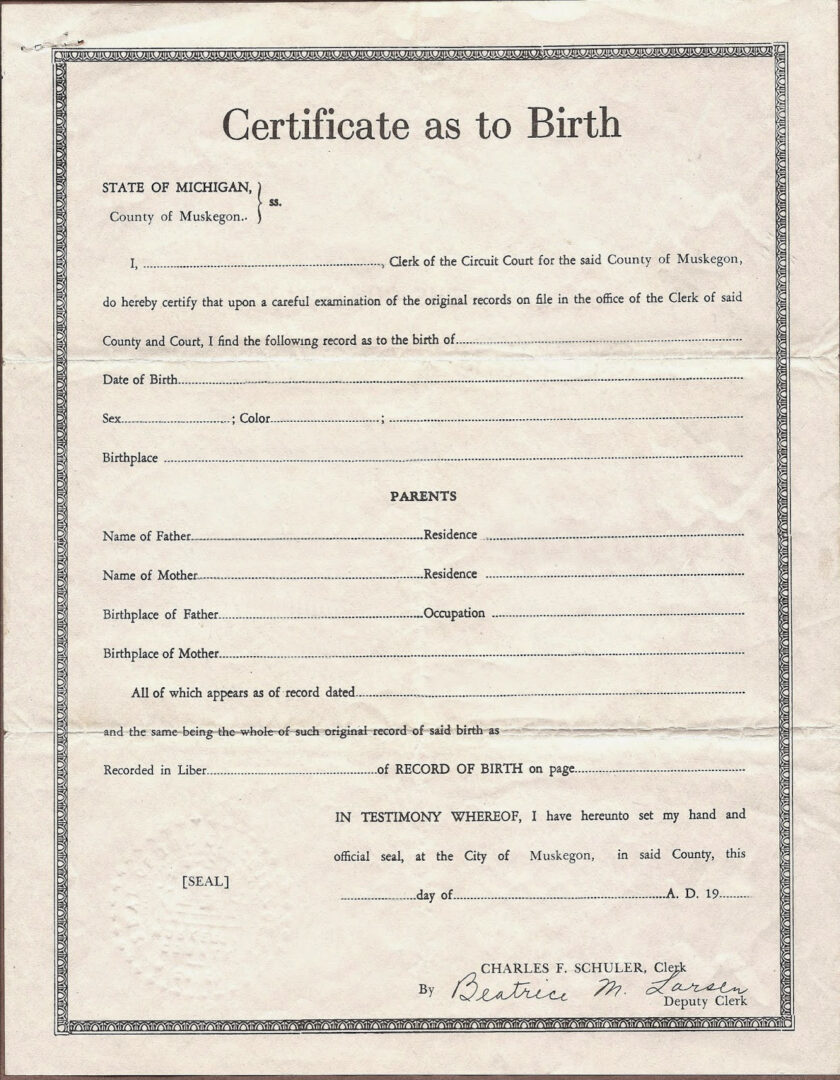 Certificate as to Birth
STATE OF MICHIGAN, } ss.
County of Muskegon..
I, ................................................, Clerk of the Circuit Court for the said County of Muskegon,
do hereby certify that upon a careful examination of the original records on file in the office of the Clerk of said
County and Court, I find the following record as to the birth of................................................
Date of Birth................................................
Sex..............................; Color..............................; ................................................
Birthplace ................................................
PARENTS
Name of Father................................................Residence ................................................
Name of Mother................................................Residence ................................................
Birthplace of Father................................................Occupation ................................................
Birthplace of Mother................................................
All of which appears as of record dated................................................
and the same being the whole of such original record of said birth as
Recorded in Liber................................................of RECORD OF BIRTH on page................................................
IN TESTIMONY WHEREOF, I have hereunto set my hand and
official seal, at the City of Muskegon, in said County, this
[SEAL]
....................day of................................................A. D. 19........
CHARLES F. SCHULER, Clerk
By Beatrice M. Larsen
Deputy Clerk